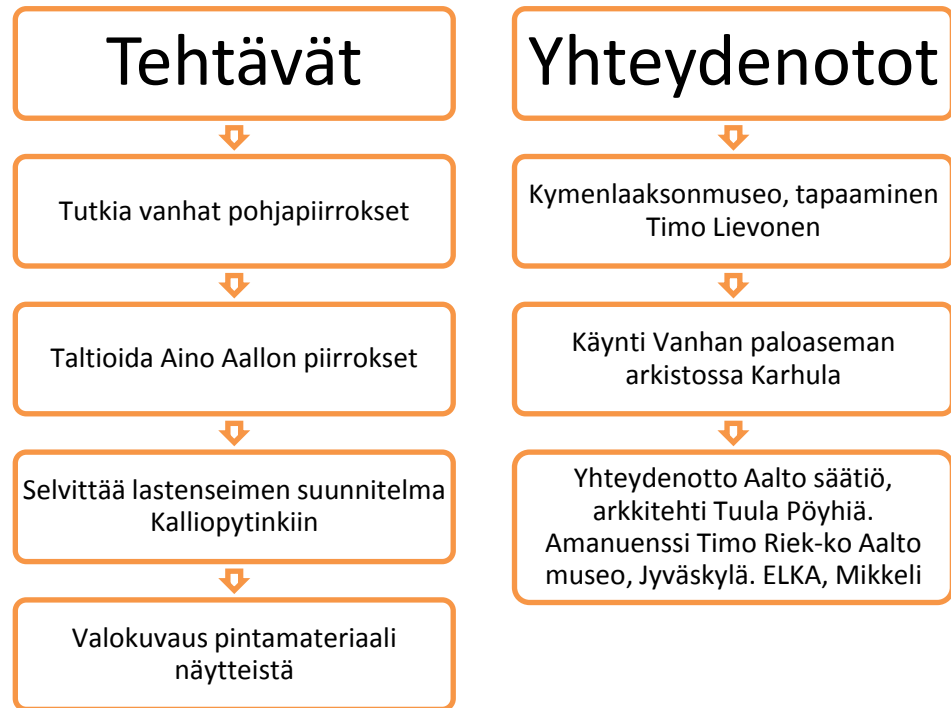 Tehtävät
Tutkia vanhat pohjapiirrokset
Taltioida Aino Aallon piirrokset
Selvittää lastenseimen suunnitelma
Kalliopytinkiin
Valokuvaus pintamateriaali
näytteistä
Yhteydenotot
Kymenlaaksonmuseo, tapaaminen
Timo Lievonen
Käynti Vanhan paloaseman
arkistossa Karhula
Yhteydenotto Aalto säätiö,
arkkitehti Tuula Pöyhiä.
Amanuenssi Timo Riek-ko Aalto
museo, Jyväskylä. ELKA, Mikkeli